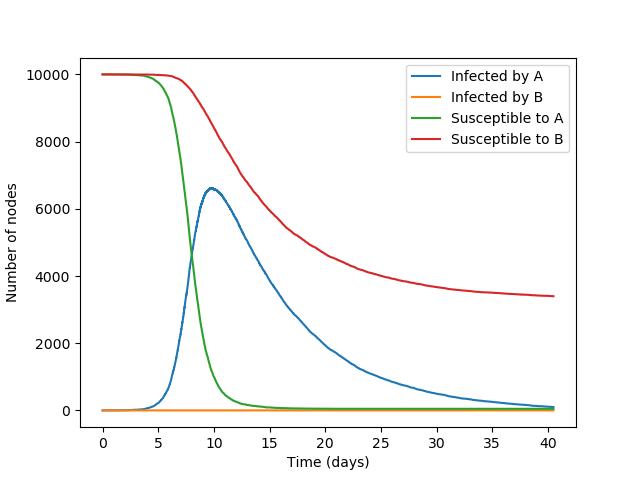 Infected by A
Infected by B
Susceptible to A
Susceptible to B
Number of nodes
10000
8000
6000
4000
2000
0
0 5 10 15 20 25 30 35 40
Time (days)